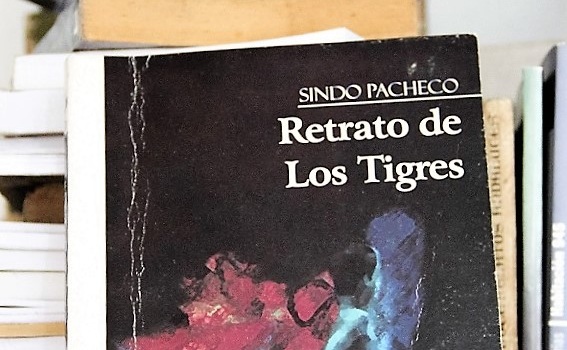 SINDO PACHECO
Retrato de
Los Tigres